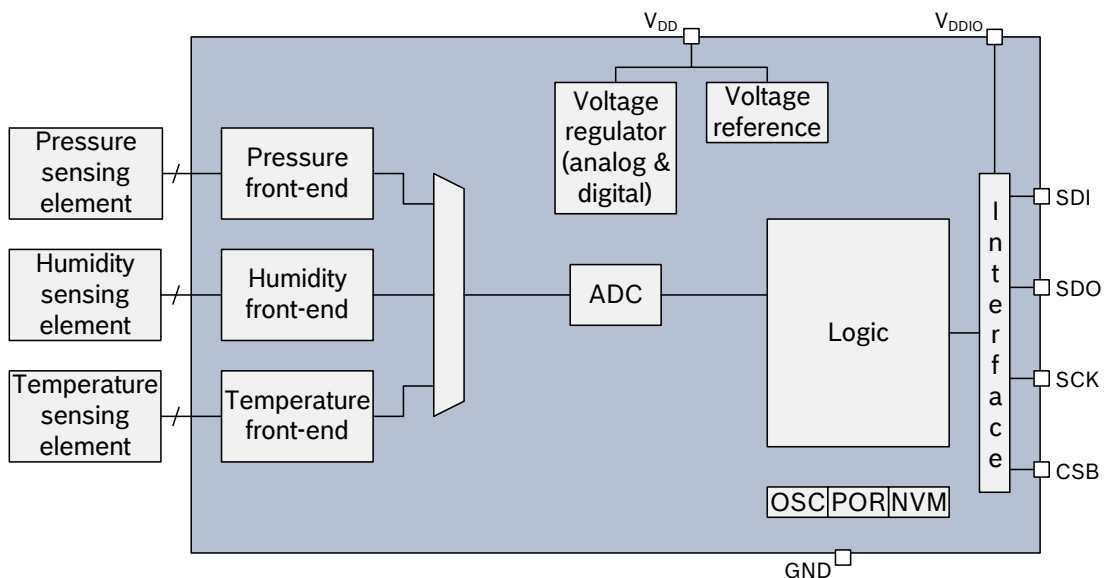 V_DD
V_DDIO
Voltage
regulator
(analog &
digital)
Voltage
reference
Pressure
sensing
element
Pressure
front-end
Humidity
sensing
element
Humidity
front-end
Temperature
sensing
element
Temperature
front-end
ADC
Logic
Interface
SDI
SDO
SCK
CSB
OSC POR NVM
GND